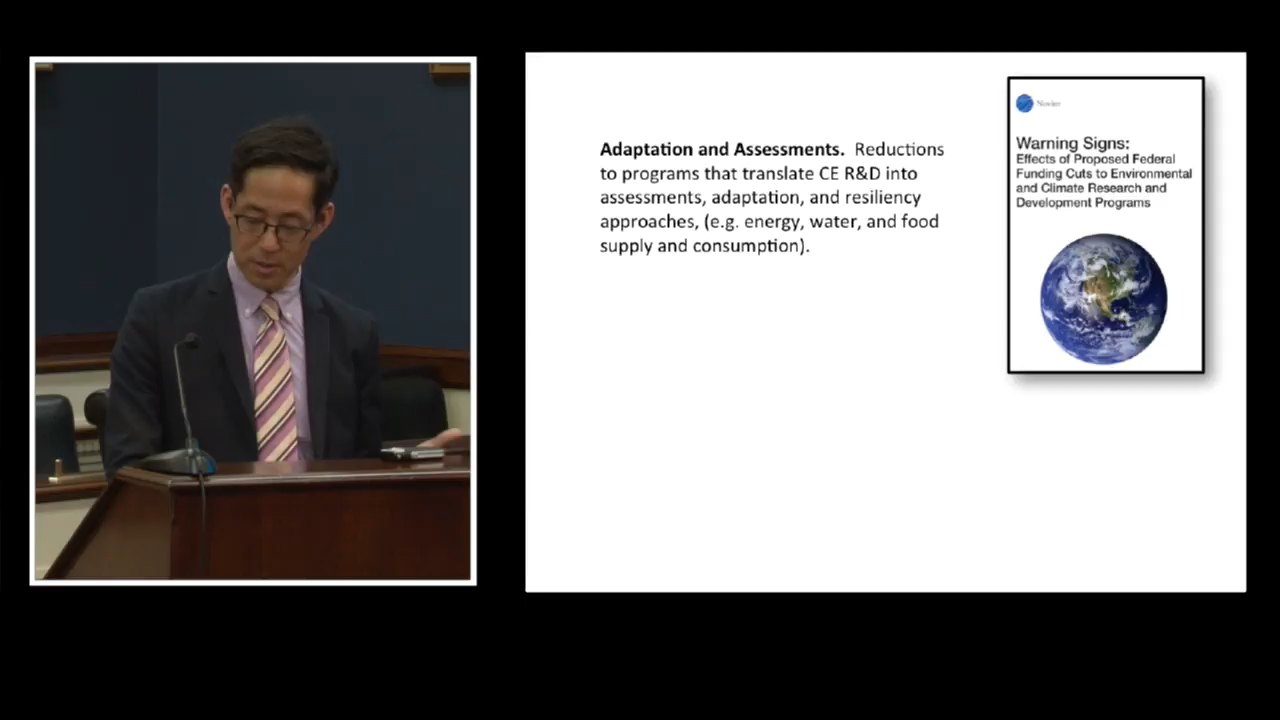 Adaptation and Assessments. Reductions
to programs that translate CE R&D into
assessments, adaptation, and resiliency
approaches, (e.g. energy, water, and food
supply and consumption).
Warning Signs:
Effects of Proposed Federal
Funding Cuts to Environmental
and Climate Research and
Development Programs